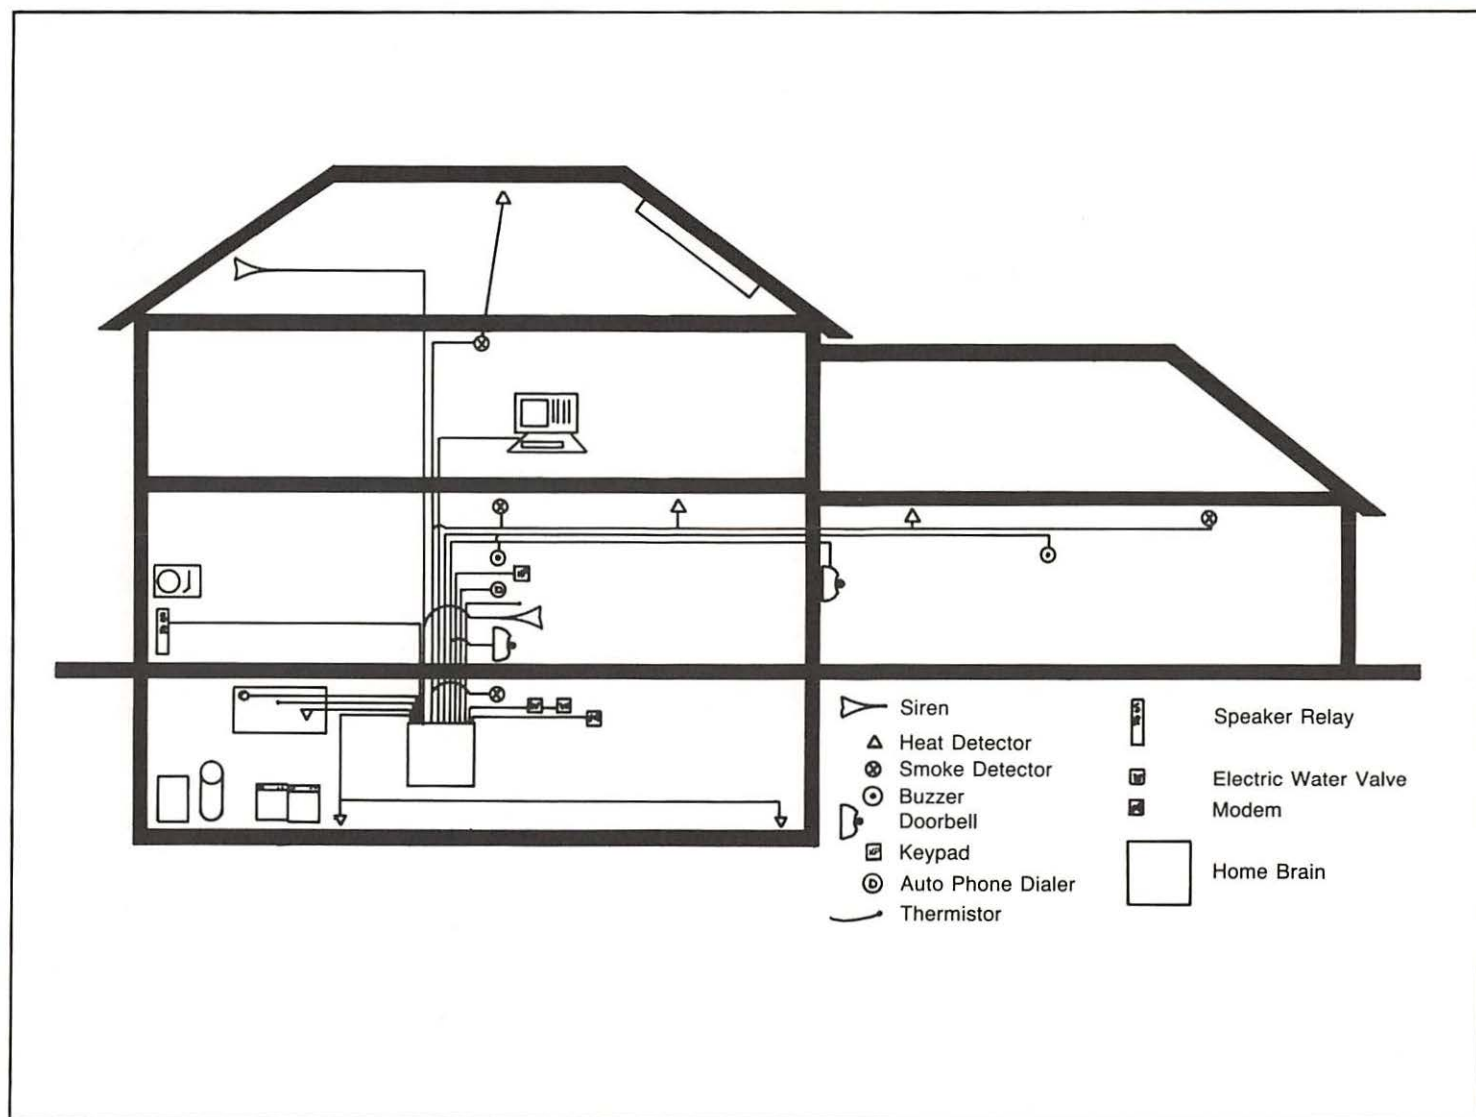 Siren
Heat Detector
Smoke Detector
Buzzer
Doorbell
Keypad
Auto Phone Dialer
Thermistor
Speaker Relay
Electric Water Valve
Modem
Home Brain
D
D